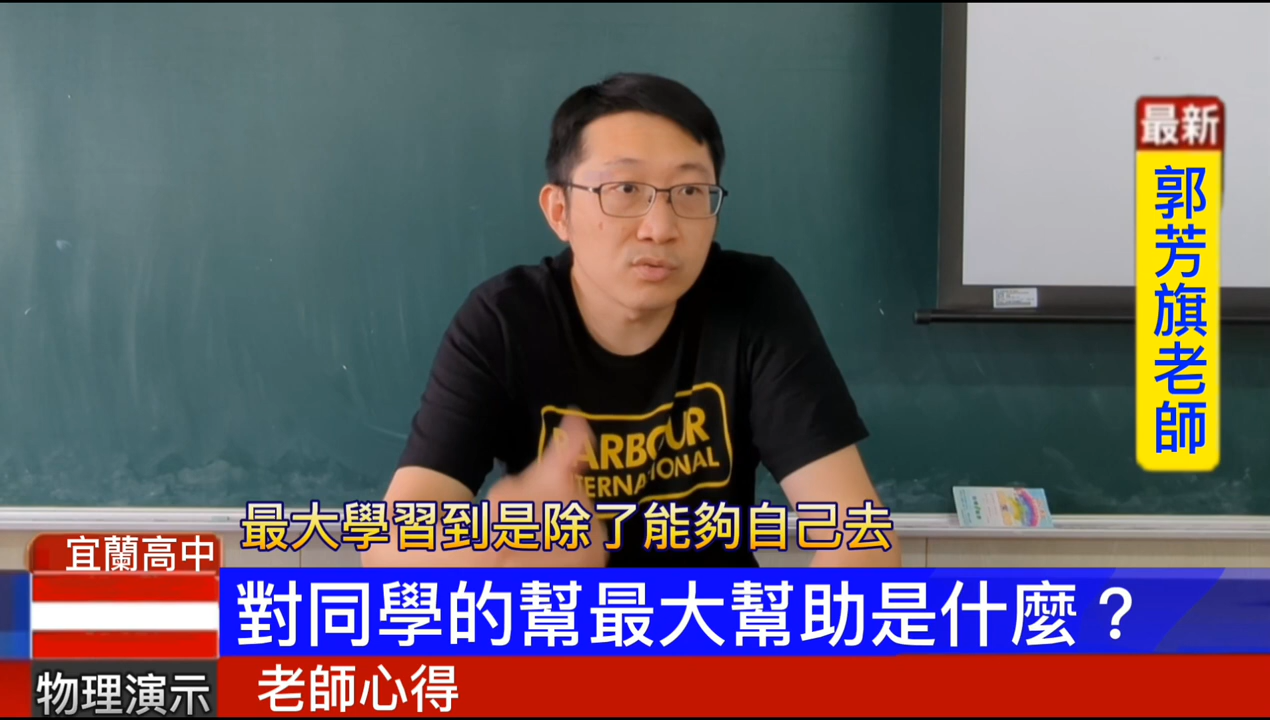 最新
郭芳旗老師
BARBOUR
INTERNATIONAL
最大學習到是除了能夠自己去
宜蘭高中
對同學的幫最大幫助是什麼？
物理演示
老師心得